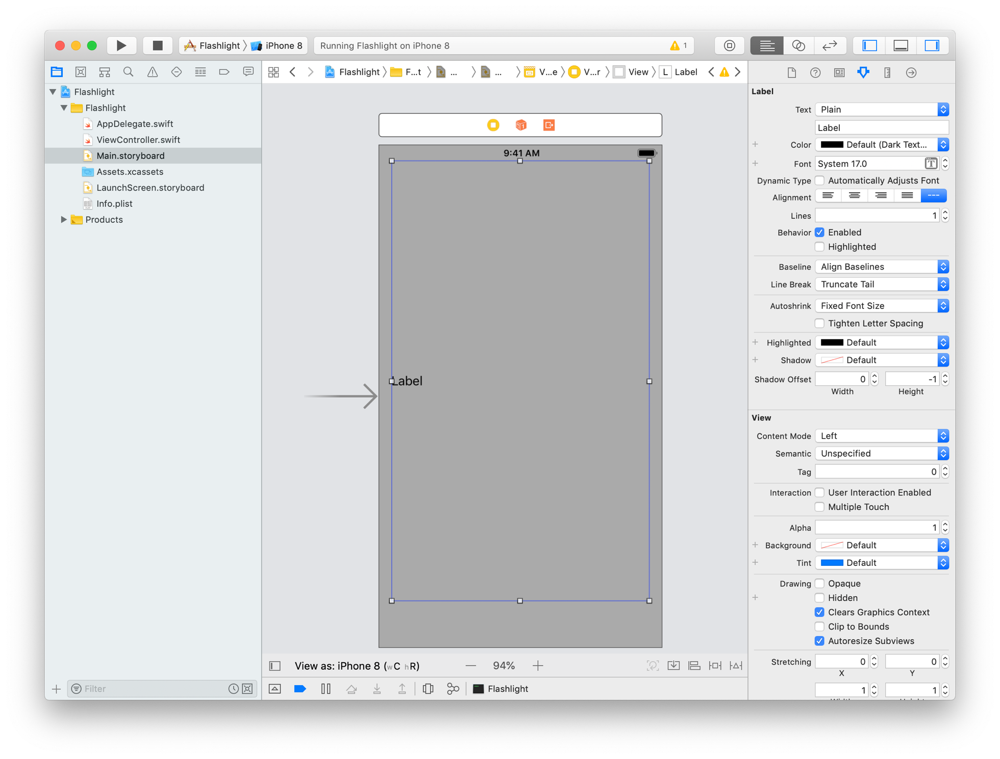 Flashlight iPhone 8
Running Flashlight on iPhone 8
1
Flashlight
Flashlight
AppDelegate.swift
ViewController.swift
Main.storyboard
Assets.xcassets
LaunchScreen.storyboard
Info.plist
Products
Filter
Flashlight F...t ... ... V...e V...r View L Label
9:41 AM
Label
View as: iPhone 8 (wC hR)
94%
Flashlight
Label
Text Plain
Label
Color Default (Dark Text...
Font System 17.0
Dynamic Type Automatically Adjusts Font
Alignment
Lines 1
Behavior Enabled
Highlighted
Baseline Align Baselines
Line Break Truncate Tail
Autoshrink Fixed Font Size
Tighten Letter Spacing
Highlighted Default
Shadow Default
Shadow Offset 0 -1
Width Height
View
Content Mode Left
Semantic Unspecified
Tag 0
Interaction User Interaction Enabled
Multiple Touch
Alpha 1
Background Default
Tint Default
Drawing Opaque
Hidden
Clears Graphics Context
Clip to Bounds
Autoresize Subviews
Stretching 0 0
X Y
1 1